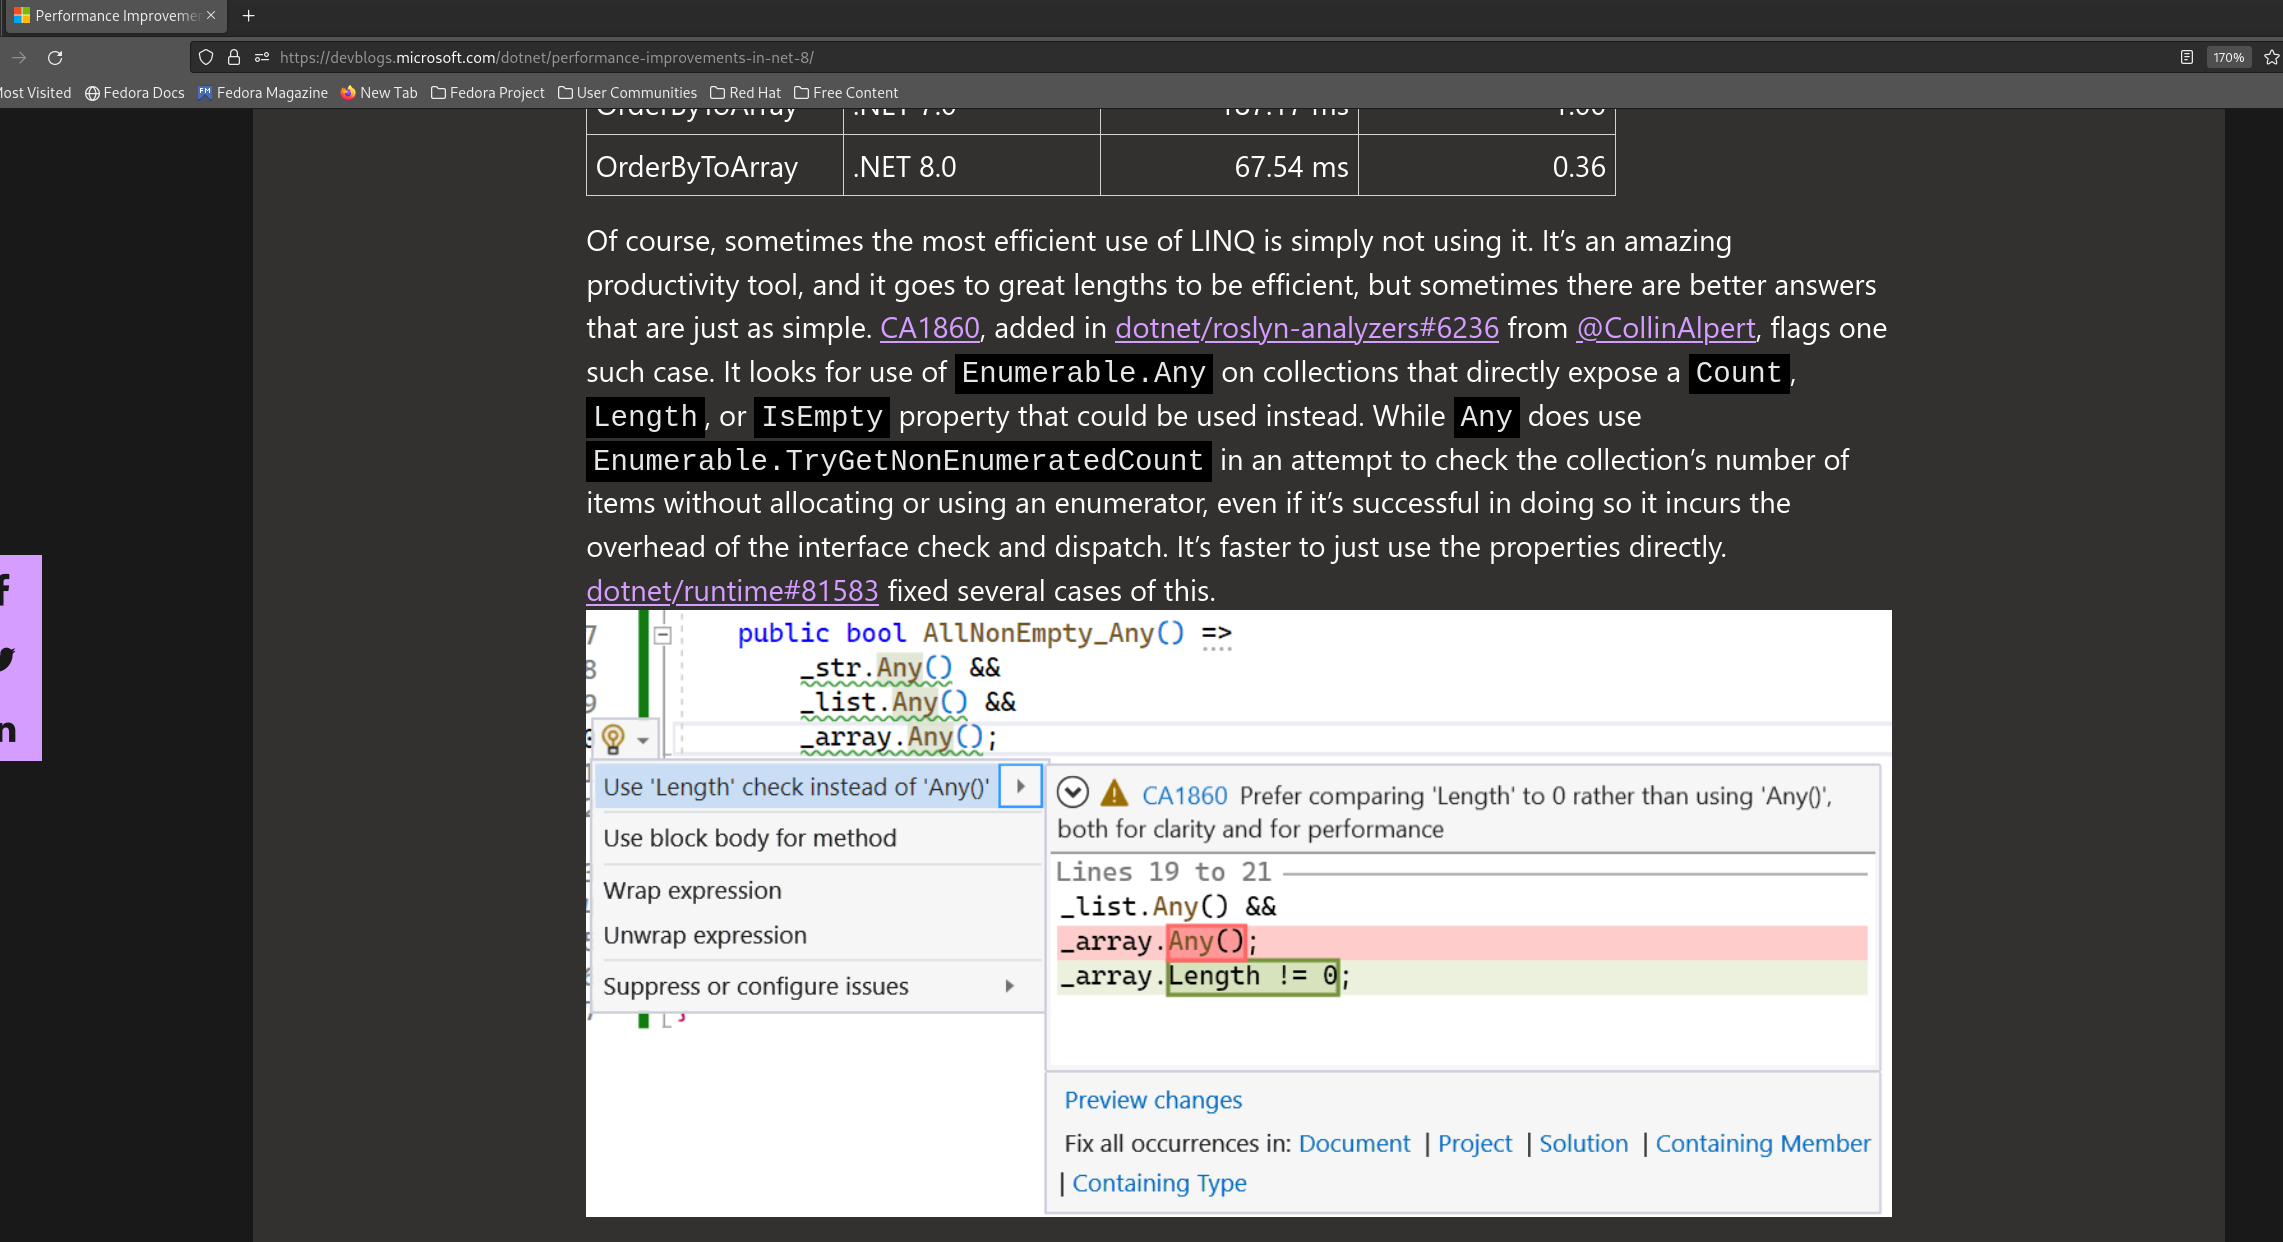 Performance Improvemen
https://devblogs.microsoft.com/dotnet/performance-improvements-in-net-8/
170%
Most Visited
Fedora Docs
Fedora Magazine
New Tab
Fedora Project
User Communities
Red Hat
Free Content
OrderByToArray .NET 7.0 187.17 ms 1.00
OrderByToArray .NET 8.0 67.54 ms 0.36
Of course, sometimes the most efficient use of LINQ is simply not using it. It’s an amazing
productivity tool, and it goes to great lengths to be efficient, but sometimes there are better answers
that are just as simple. CA1860, added in dotnet/roslyn-analyzers#6236 from @CollinAlpert, flags one
such case. It looks for use of Enumerable.Any on collections that directly expose a Count,
Length, or IsEmpty property that could be used instead. While Any does use
Enumerable.TryGetNonEnumeratedCount in an attempt to check the collection’s number of
items without allocating or using an enumerator, even if it’s successful in doing so it incurs the
overhead of the interface check and dispatch. It’s faster to just use the properties directly.
dotnet/runtime#81583 fixed several cases of this.
7 public bool AllNonEmpty_Any() =>
8 _str.Any() &&
9 _list.Any() &&
_array.Any();
Use 'Length' check instead of 'Any()'
Use block body for method
Wrap expression
Unwrap expression
Suppress or configure issues
CA1860 Prefer comparing 'Length' to 0 rather than using 'Any()',
both for clarity and for performance
Lines 19 to 21
_list.Any() &&
_array.Any();
_array.Length != 0;
Preview changes
Fix all occurrences in: Document | Project | Solution | Containing Member
| Containing Type